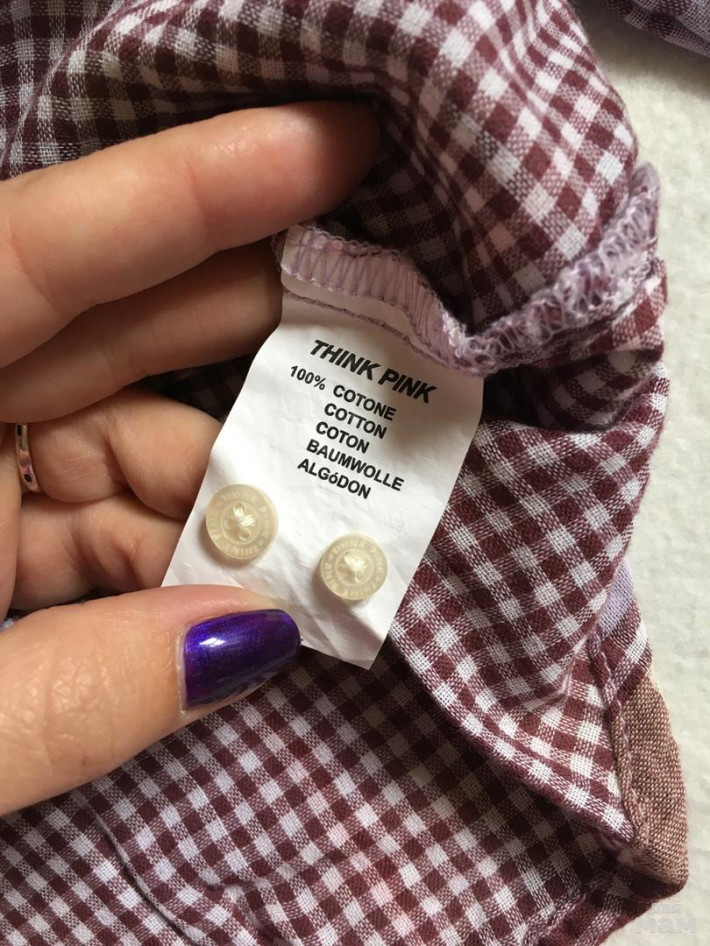 THINK PINK
100% COTONE
COTTON
COTON
BAUMWOLLE
ALGóDON